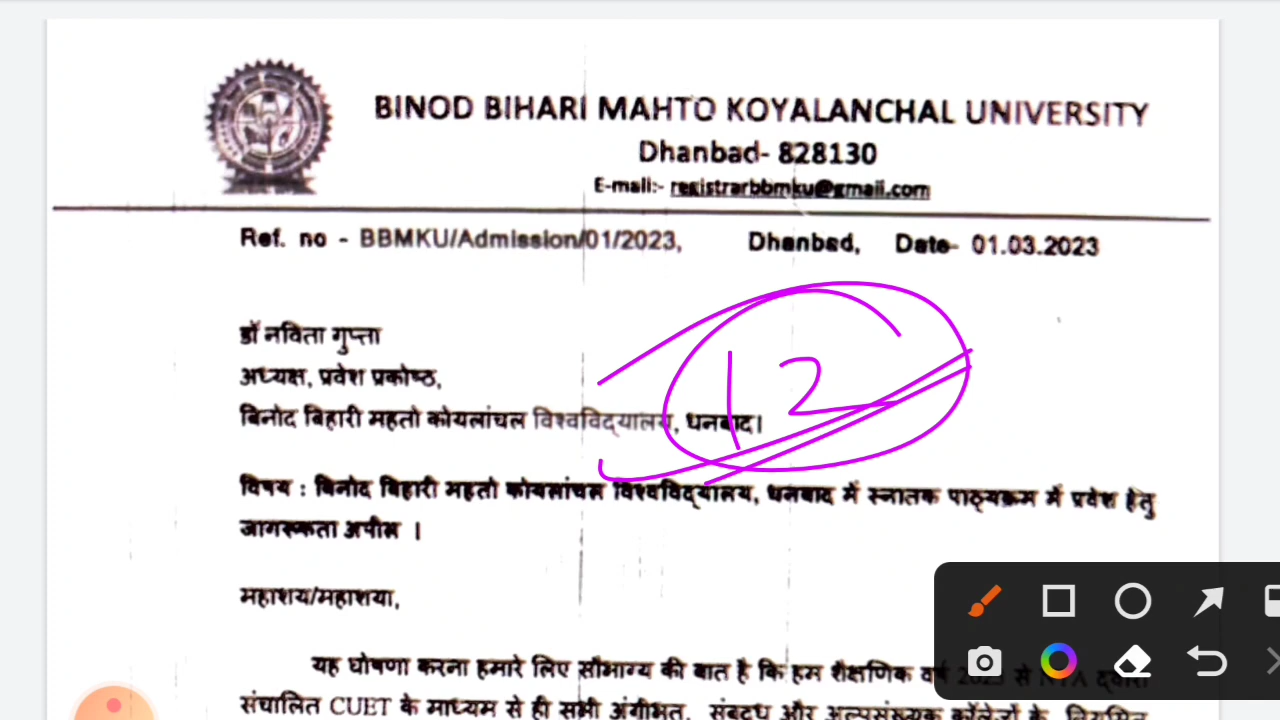 BINOD BIHARI MAHTO KOYALANCHAL UNIVERSITY
Dhanbad- 828130
E-mail:- registrarbbmku@gmail.com
Ref. no - BBMKU/Admission/01/2023, Dhanbad, Date- 01.03.2023
डॉ नविता गुप्ता
अध्यक्ष, प्रवेश प्रकोष्ठ,
12
बिनोद बिहारी महतो कोयलांचल विश्वविद्यालय, धनबाद।
विषय : बिनोद बिहारी महतो कोयलांचल विश्वविद्यालय, धनबाद में स्नातक पाठ्यक्रम में प्रवेश हेतु
जागरूकता अपील ।
महाशय/महाशया,
यह घोषणा करना हमारे लिए सौभाग्य की बात है कि हम शैक्षणिक वर्ष 2023 से NTA द्वारा
संचालित CUET के माध्यम से ही सभी अंगीभूत, संबद्ध और अल्पसंख्यक कॉलेजों के